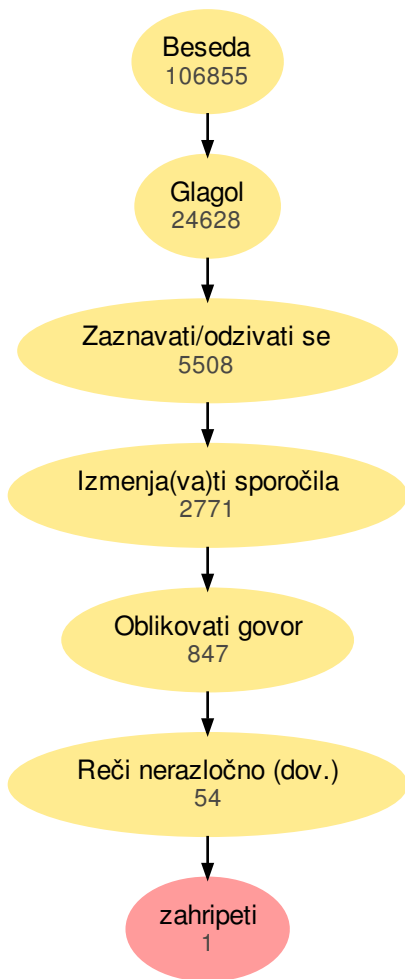 Beseda
106855
Glagol
24628
Zaznavati/odzivati se
5508
Izmenja(va)ti sporočila
2771
Oblikovati govor
847
Reči nerazločno (dov.)
54
zahripeti
1